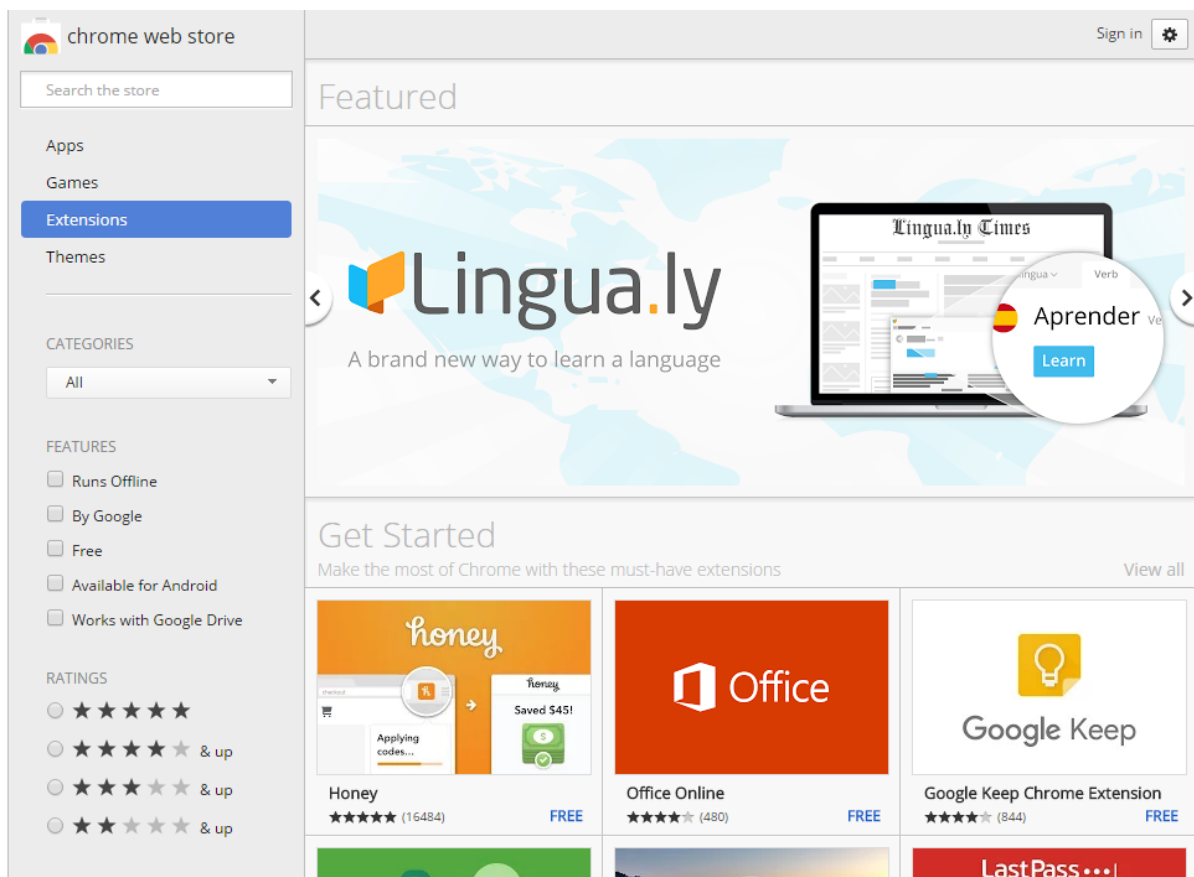 chrome web store
Sign in
Search the store
Apps
Games
Extensions
Themes
CATEGORIES
All
FEATURES
Runs Offline
By Google
Free
Available for Android
Works with Google Drive
RATINGS
& up
& up
& up
Featured
Lingua.ly
A brand new way to learn a language
Lingua.ly Times
Verb
Aprender
Learn
Get Started
Make the most of Chrome with these must-have extensions
View all
honey
checkout
honey
Saved $45!
Applying
codes...
Honey
(16484) FREE
Office
Office Online
(480) FREE
Google Keep
Google Keep Chrome Extension
(844) FREE
LastPass